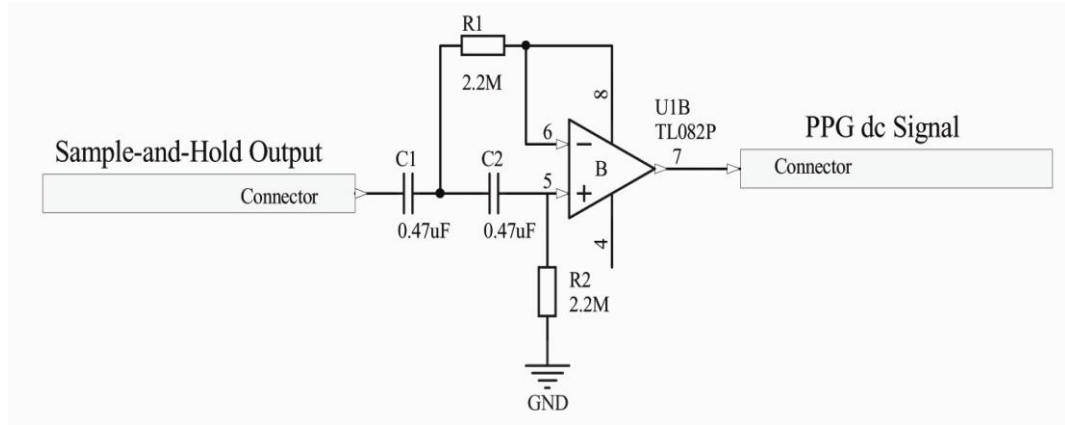 R1
2.2M
8
U1B
TL082P
PPG dc Signal
Sample-and-Hold Output
C1
C2
6
B
7
Connector
Connector
5
0.47uF
0.47uF
4
R2
2.2M
GND